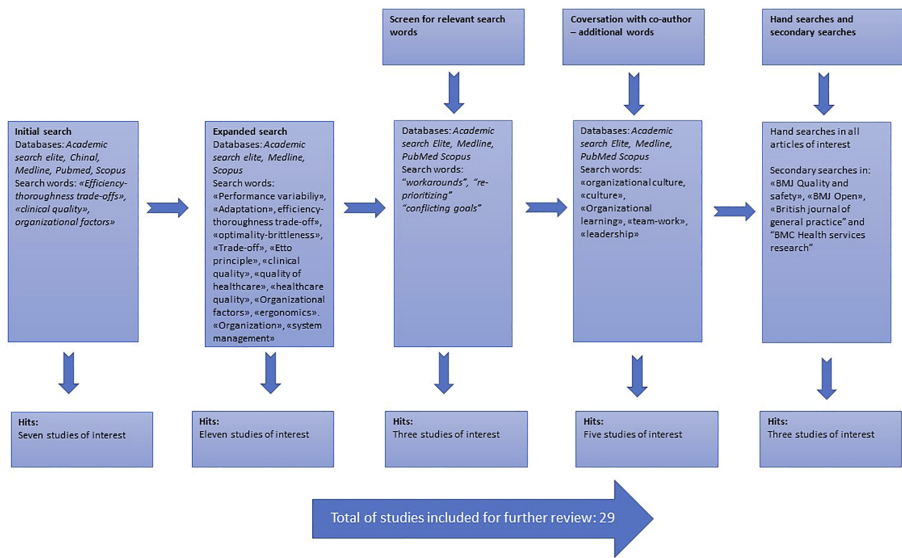 Screen for relevant search
words
Coversation with co-author
– additional words
Hand searches and
secondary searches
Initial search
Databases: Academic
search elite, Chinal,
Medline, Pubmed, Scopus
Search words: «Efficiency-
thoroughness trade-offs»,
«clinical quality»,
organizational factors»
Expanded search
Databases: Academic
search elite, Medline,
Scopus
Search words:
«Performance variabiliy»,
«Adaptation», efficiency-
thoroughness trade-off»,
«optimality-brittleness»,
«Trade-off», «Etto
principle», «clinical
quality», «quality of
healthcare», «healthcare
quality», «Organizational
factors», «ergonomics».
«Organization», «system
management»
Databases: Academic
search Elite, Medline,
PubMed Scopus
Search words:
“workarounds”, “re-
prioritizing”
“conflicting goals”
Databases: Academic
search Elite, Medline,
PubMed Scopus
Search words:
«organizational culture,
«culture»,
«Organizational
learning», «team-work»,
«leadership»
Hand searches in all
articles of interest
Secondary searches in:
«BMJ Quality and
safety», «BMJ Open»,
«British journal of
general practice” and
“BMC Health services
research”
Hits:
Seven studies of interest
Hits:
Eleven studies of interest
Hits:
Three studies of interest
Hits:
Five studies of interest
Hits:
Three studies of interest
Total of studies included for further review: 29